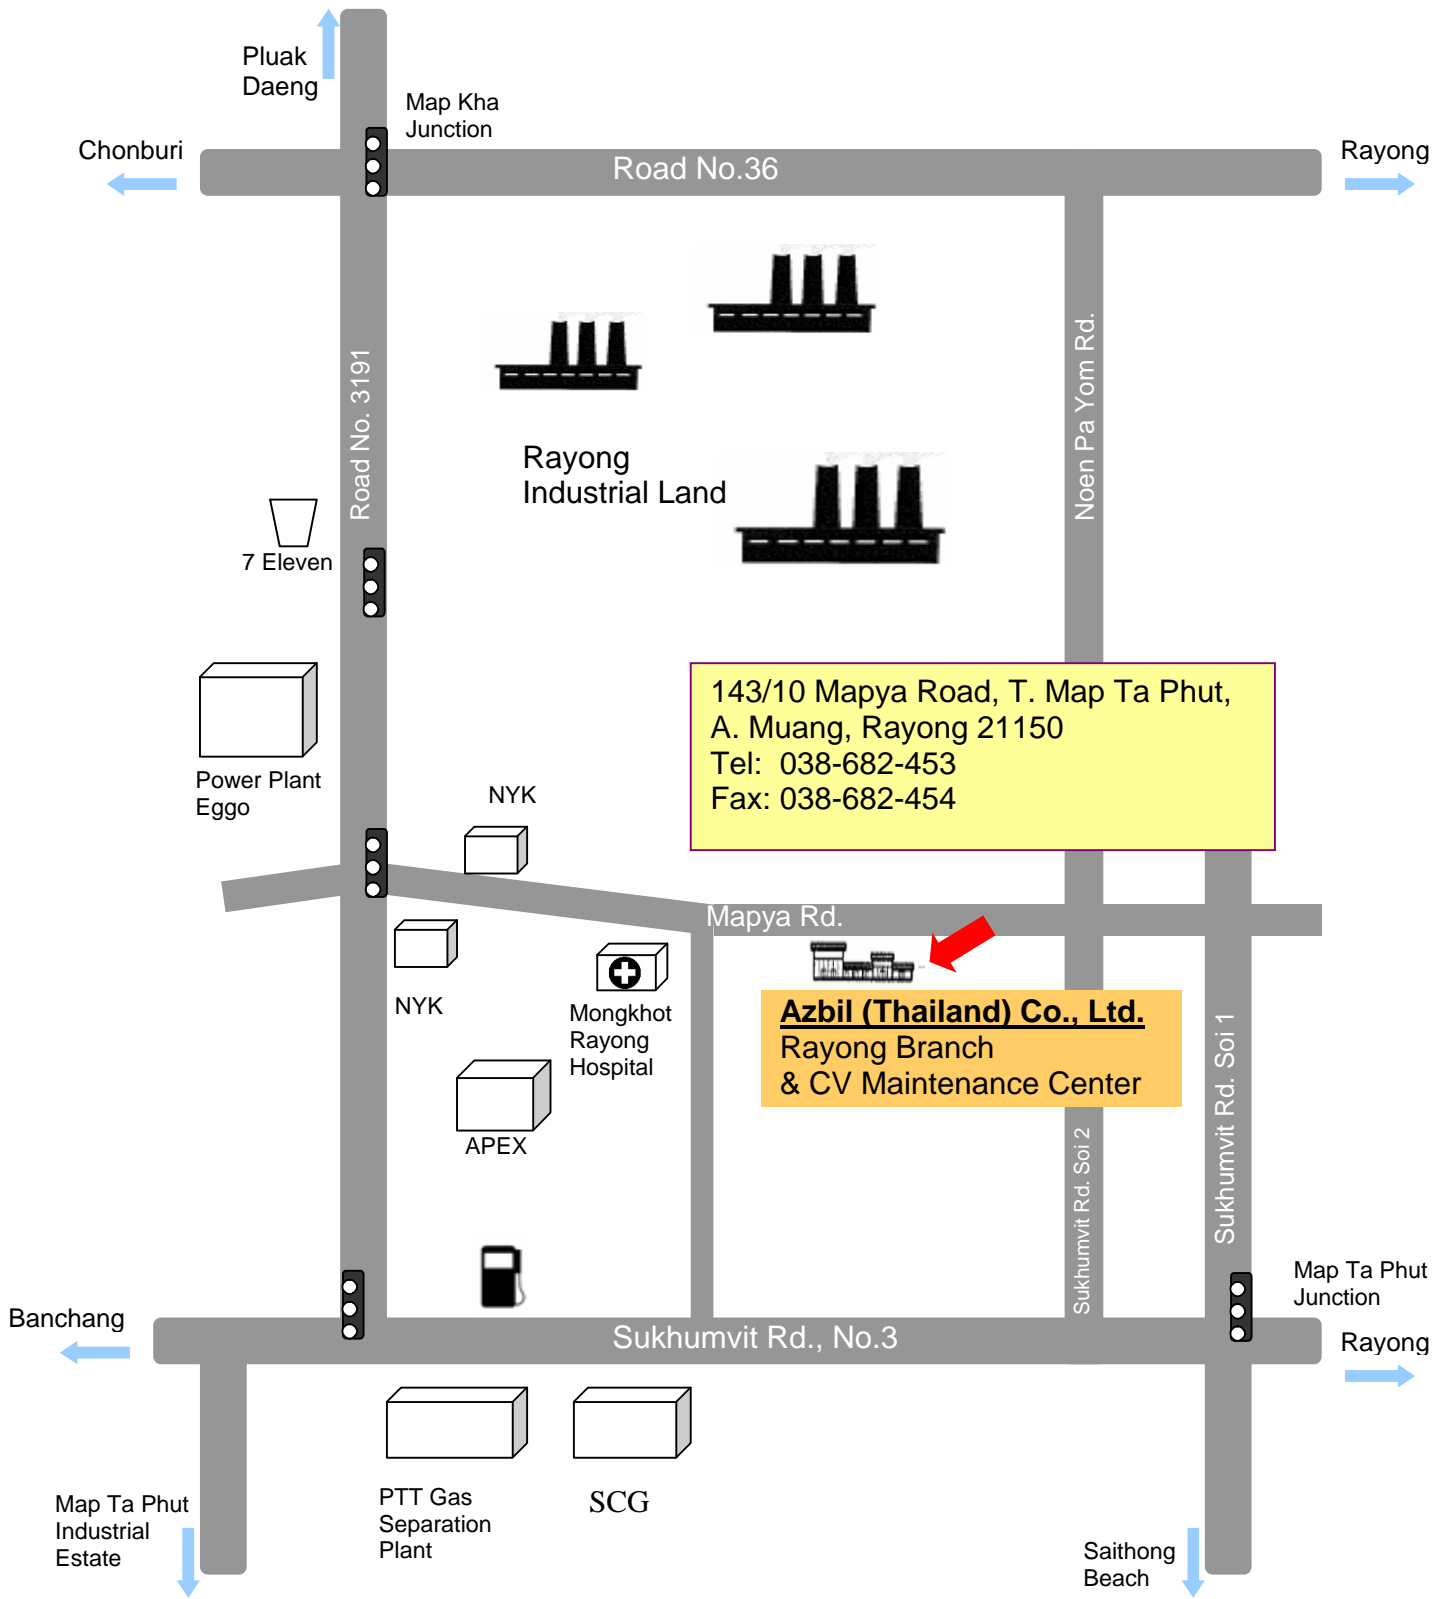 Pluak
Daeng
Map Kha
Junction
Chonburi
Road No.36
Rayong
Road No. 3191
Noen Pa Yom Rd.
Rayong
Industrial Land
7 Eleven
143/10 Mapya Road, T. Map Ta Phut,
A. Muang, Rayong 21150
Tel:  038-682-453
Fax: 038-682-454
Power Plant
Eggo
NYK
Mapya Rd.
NYK
Mongkhot
Rayong
Hospital
Azbil (Thailand) Co., Ltd.
Rayong Branch
& CV Maintenance Center
APEX
Sukhumvit Rd. Soi 2
Sukhumvit Rd. Soi 1
Map Ta Phut
Junction
Banchang
Sukhumvit Rd., No.3
Rayong
Map Ta Phut
Industrial
Estate
PTT Gas
Separation
Plant
SCG
Saithong
Beach